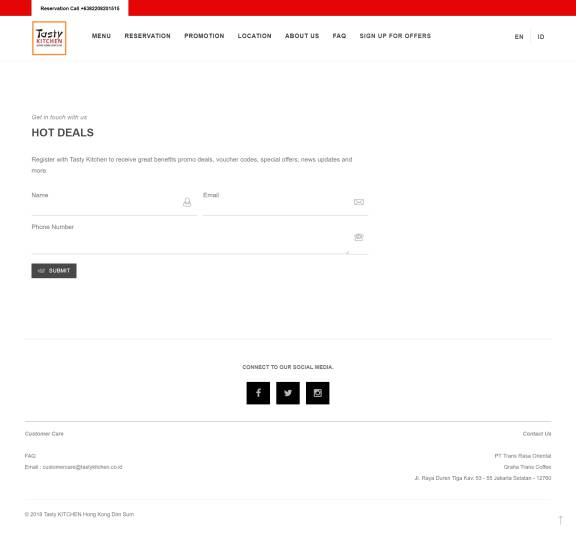 Reservation Call +6382208201515
Tasty
KITCHEN
MENU RESERVATION PROMOTION LOCATION ABOUT US FAQ SIGN UP FOR OFFERS EN ID
Get in touch with us
HOT DEALS
Register with Tasty Kitchen to receive great benefits promo deals, voucher codes, special offers, news updates and
more.
Name Email
Phone Number
SUBMIT
CONNECT TO OUR SOCIAL MEDIA.
Customer Care Contact Us
FAQ PT Trans Rasa Oriental
Email : customercare@tastykitchen.co.id Graha Trans Coffee
Jl. Raya Duren Tiga Kav. 53 - 55 Jakarta Selatan - 12760
© 2018 Tasty KITCHEN Hong Kong Dim Sum